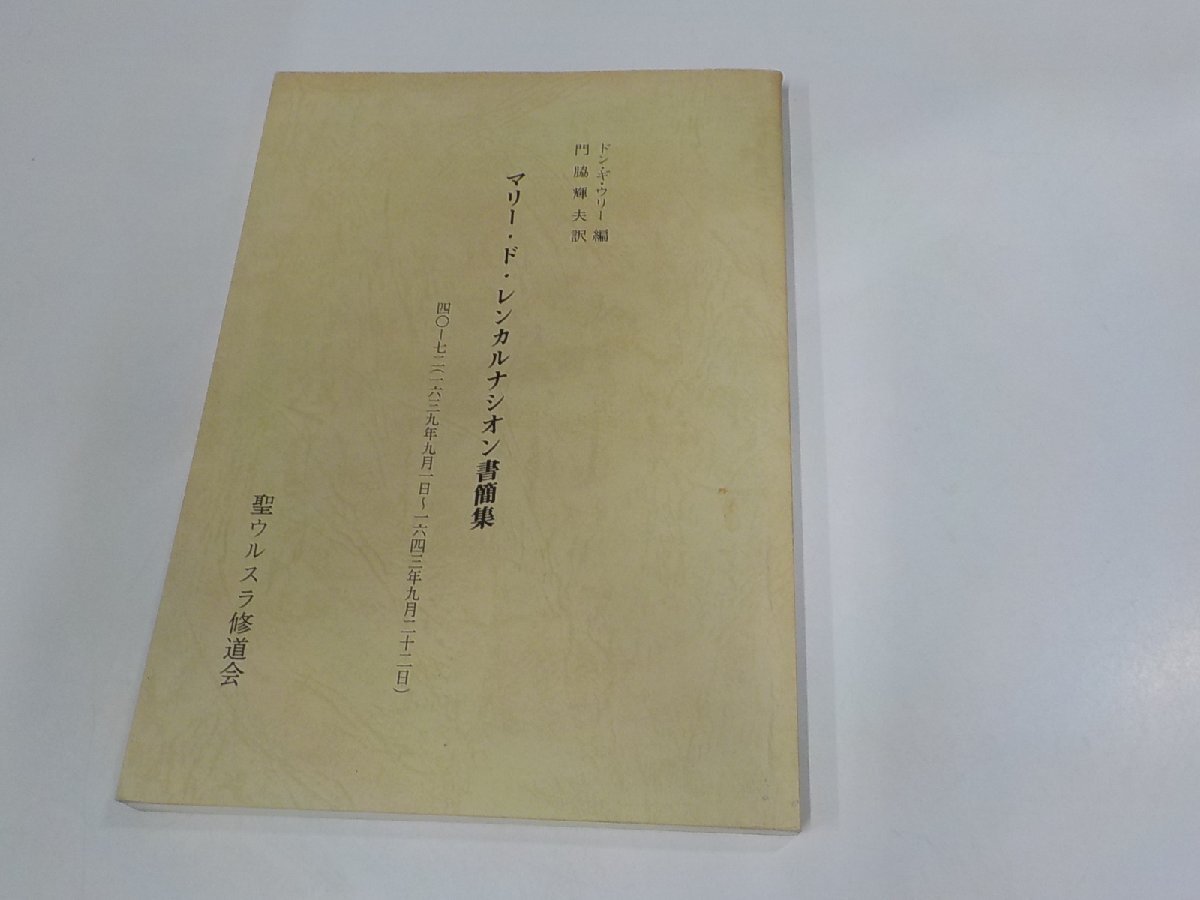 ドン・ギ・ウリー 編
門脇輝夫訳
マリー・ド・レンカルナシオン書簡集
四〇ー七二(一六三九年九月一日〜一六四三年九月二十二日)
聖ウルスラ修道会